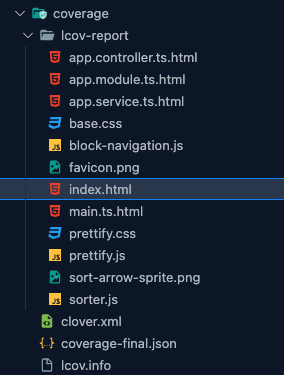 coverage
lcov-report
app.controller.ts.html
app.module.ts.html
app.service.ts.html
base.css
block-navigation.js
favicon.png
index.html
main.ts.html
prettify.css
prettify.js
sort-arrow-sprite.png
sorter.js
clover.xml
coverage-final.json
lcov.info